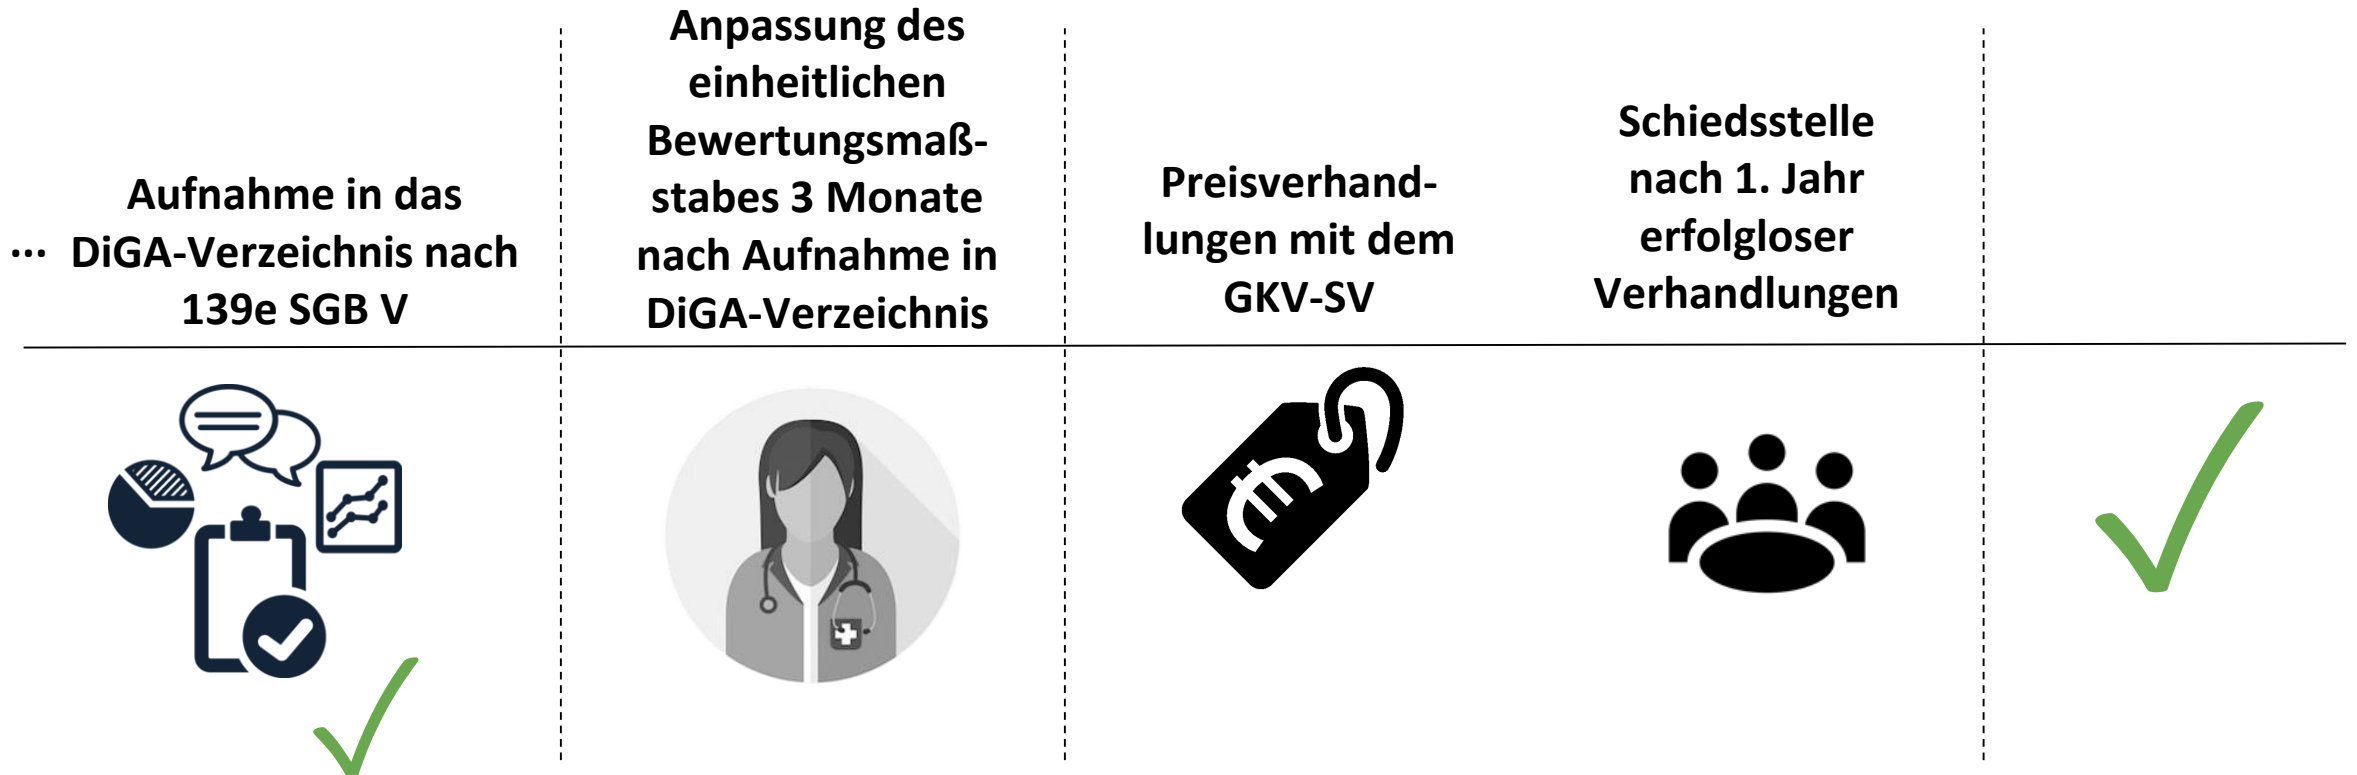 ...
Aufnahme in das
DiGA-Verzeichnis nach
139e SGB V
Anpassung des
einheitlichen
Bewertungsmaß-
stabes 3 Monate
nach Aufnahme in
DiGA-Verzeichnis
Preisverhand-
lungen mit dem
GKV-SV
Schiedsstelle
nach 1. Jahr
erfolgloser
Verhandlungen
€